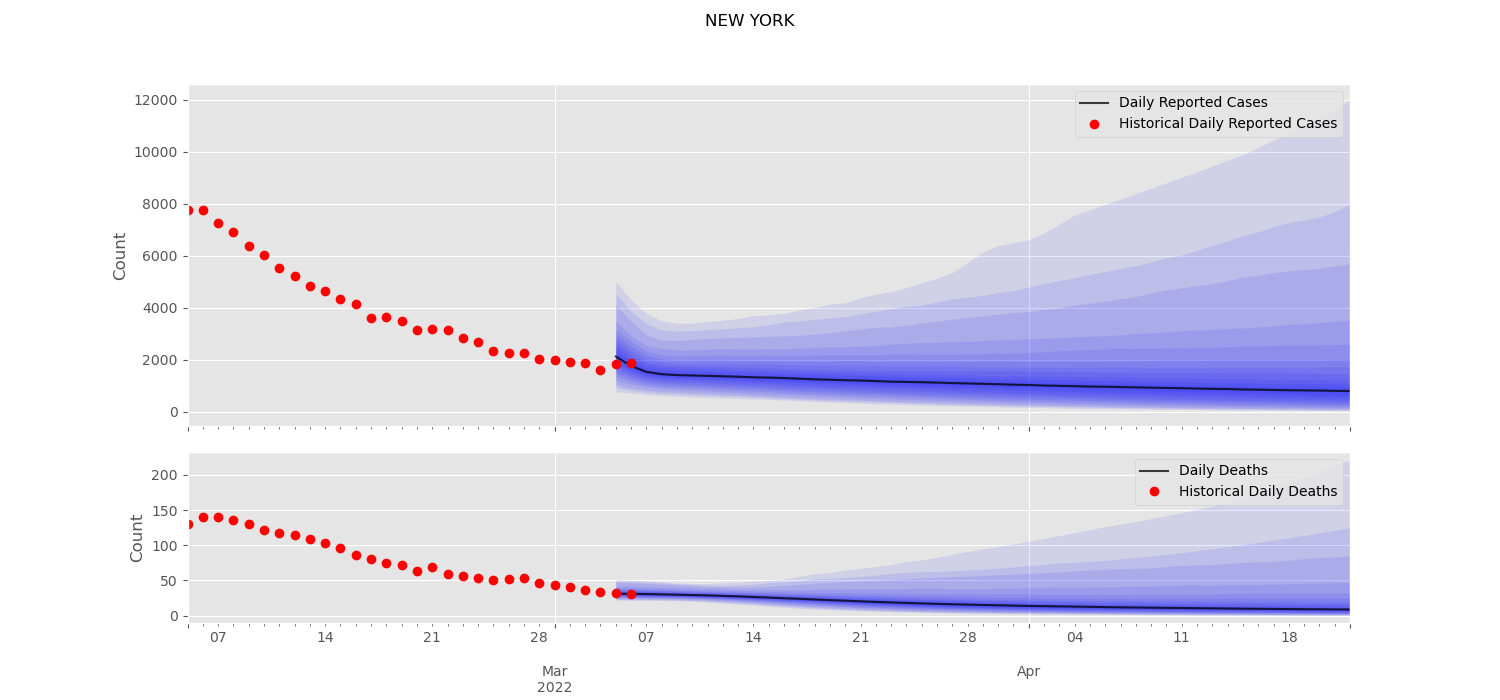 NEW YORK
12000
10000
8000
6000
4000
2000
0
Count
Daily Reported Cases
Historical Daily Reported Cases
200
150
100
50
0
Count
Daily Deaths
Historical Daily Deaths
07 14 21 28 07 14 21 28 04 11 18
Mar Apr
2022